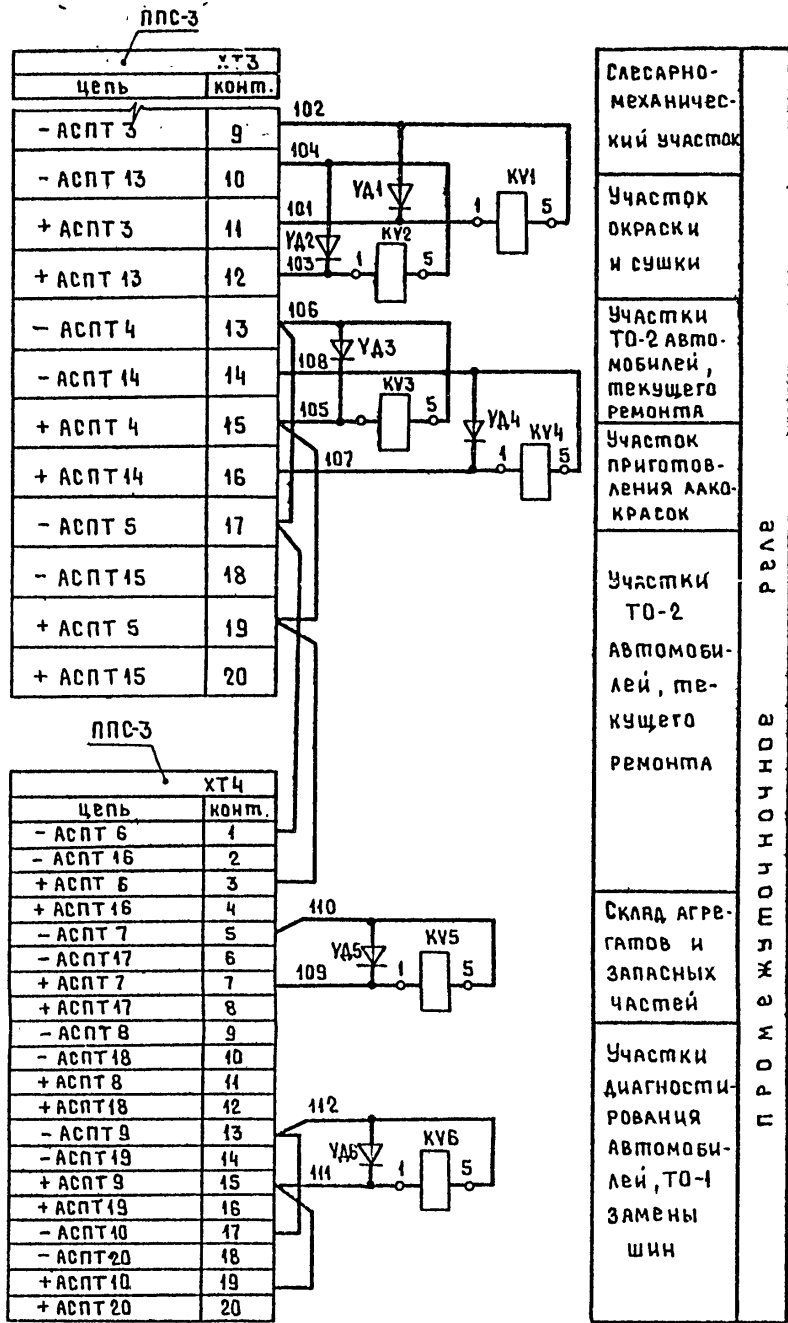 ППС-3
ХТ3
цепь конт.
- АСПТ 3 9
- АСПТ 13 10
+ АСПТ 3 11
+ АСПТ 13 12
- АСПТ 4 13
- АСПТ 14 14
+ АСПТ 4 15
+ АСПТ 14 16
- АСПТ 5 17
- АСПТ 15 18
+ АСПТ 5 19
+ АСПТ 15 20
102
104
УД1
1 KV1 5
101
УД2
1 KV2 5
103
106
УД3
108
KV3
105 1 5
УД4
1 KV4 5
107
ППС-3
ХТ4
цепь конт.
- АСПТ 6 1
- АСПТ 16 2
+ АСПТ 6 3
+ АСПТ 16 4
- АСПТ 7 5
- АСПТ 17 6
+ АСПТ 7 7
+ АСПТ 17 8
- АСПТ 8 9
- АСПТ 18 10
+ АСПТ 8 11
+ АСПТ 18 12
- АСПТ 9 13
- АСПТ 19 14
+ АСПТ 9 15
+ АСПТ 19 16
- АСПТ 10 17
- АСПТ 20 18
+ АСПТ 10 19
+ АСПТ 20 20
110
УД5
1 KV5 5
109
112
УД6
1 KV6 5
111
Слесарно-
механичес-
кий участок
Участок
окраски
и сушки
Участки
ТО-2 авто-
мобилей,
текущего
ремонта
Участок
приготов-
ления лако-
красок
Участки
ТО-2
автомоби-
лей, те-
кущего
ремонта
Склад агре-
гатов и
запасных
частей
Участки
диагности-
рования
автомоби-
лей, ТО-1
замены
шин
Промежуточное реле